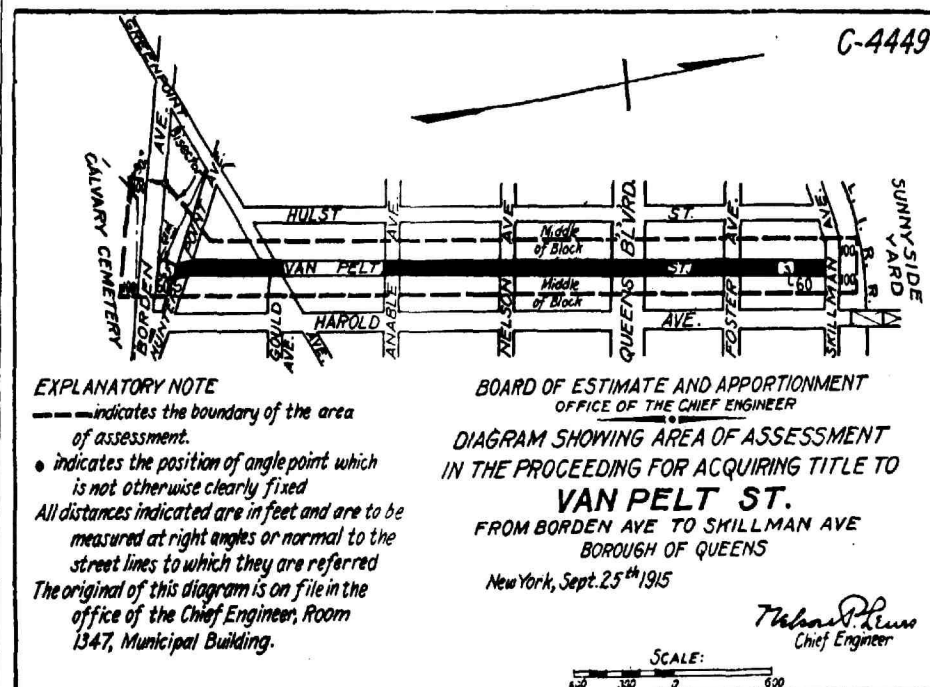 C-4449
GREENPOINT
AVE.
Bisector
AVE.
CALVARY CEMETERY
BORDEN
HUNTERS
POINT
HULST ST.
ANABLE AVE
NELSON AVE
QUEENS BLVRD.
FOSTER AVE.
SKILLMAN AVE.
SUNNYSIDE
YARD
Middle
of Block
VAN PELT ST.
60
Middle
of Block
100
100
R.
R.
GOULD
AVE.
HAROLD AVE.
AVE.
EXPLANATORY NOTE
indicates the boundary of the area
of assessment.
• indicates the position of angle point which
is not otherwise clearly fixed
All distances indicated are in feet and are to be
measured at right angles or normal to the
street lines to which they are referred
The original of this diagram is on file in the
office of the Chief Engineer, Room
1347, Municipal Building.
BOARD OF ESTIMATE AND APPORTIONMENT
OFFICE OF THE CHIEF ENGINEER
DIAGRAM SHOWING AREA OF ASSESSMENT
IN THE PROCEEDING FOR ACQUIRING TITLE TO
VAN PELT ST.
FROM BORDEN AVE TO SKILLMAN AVE
BOROUGH OF QUEENS
New York, Sept. 25th 1915
Nelson P. Lewis
Chief Engineer
SCALE:
300 0 600